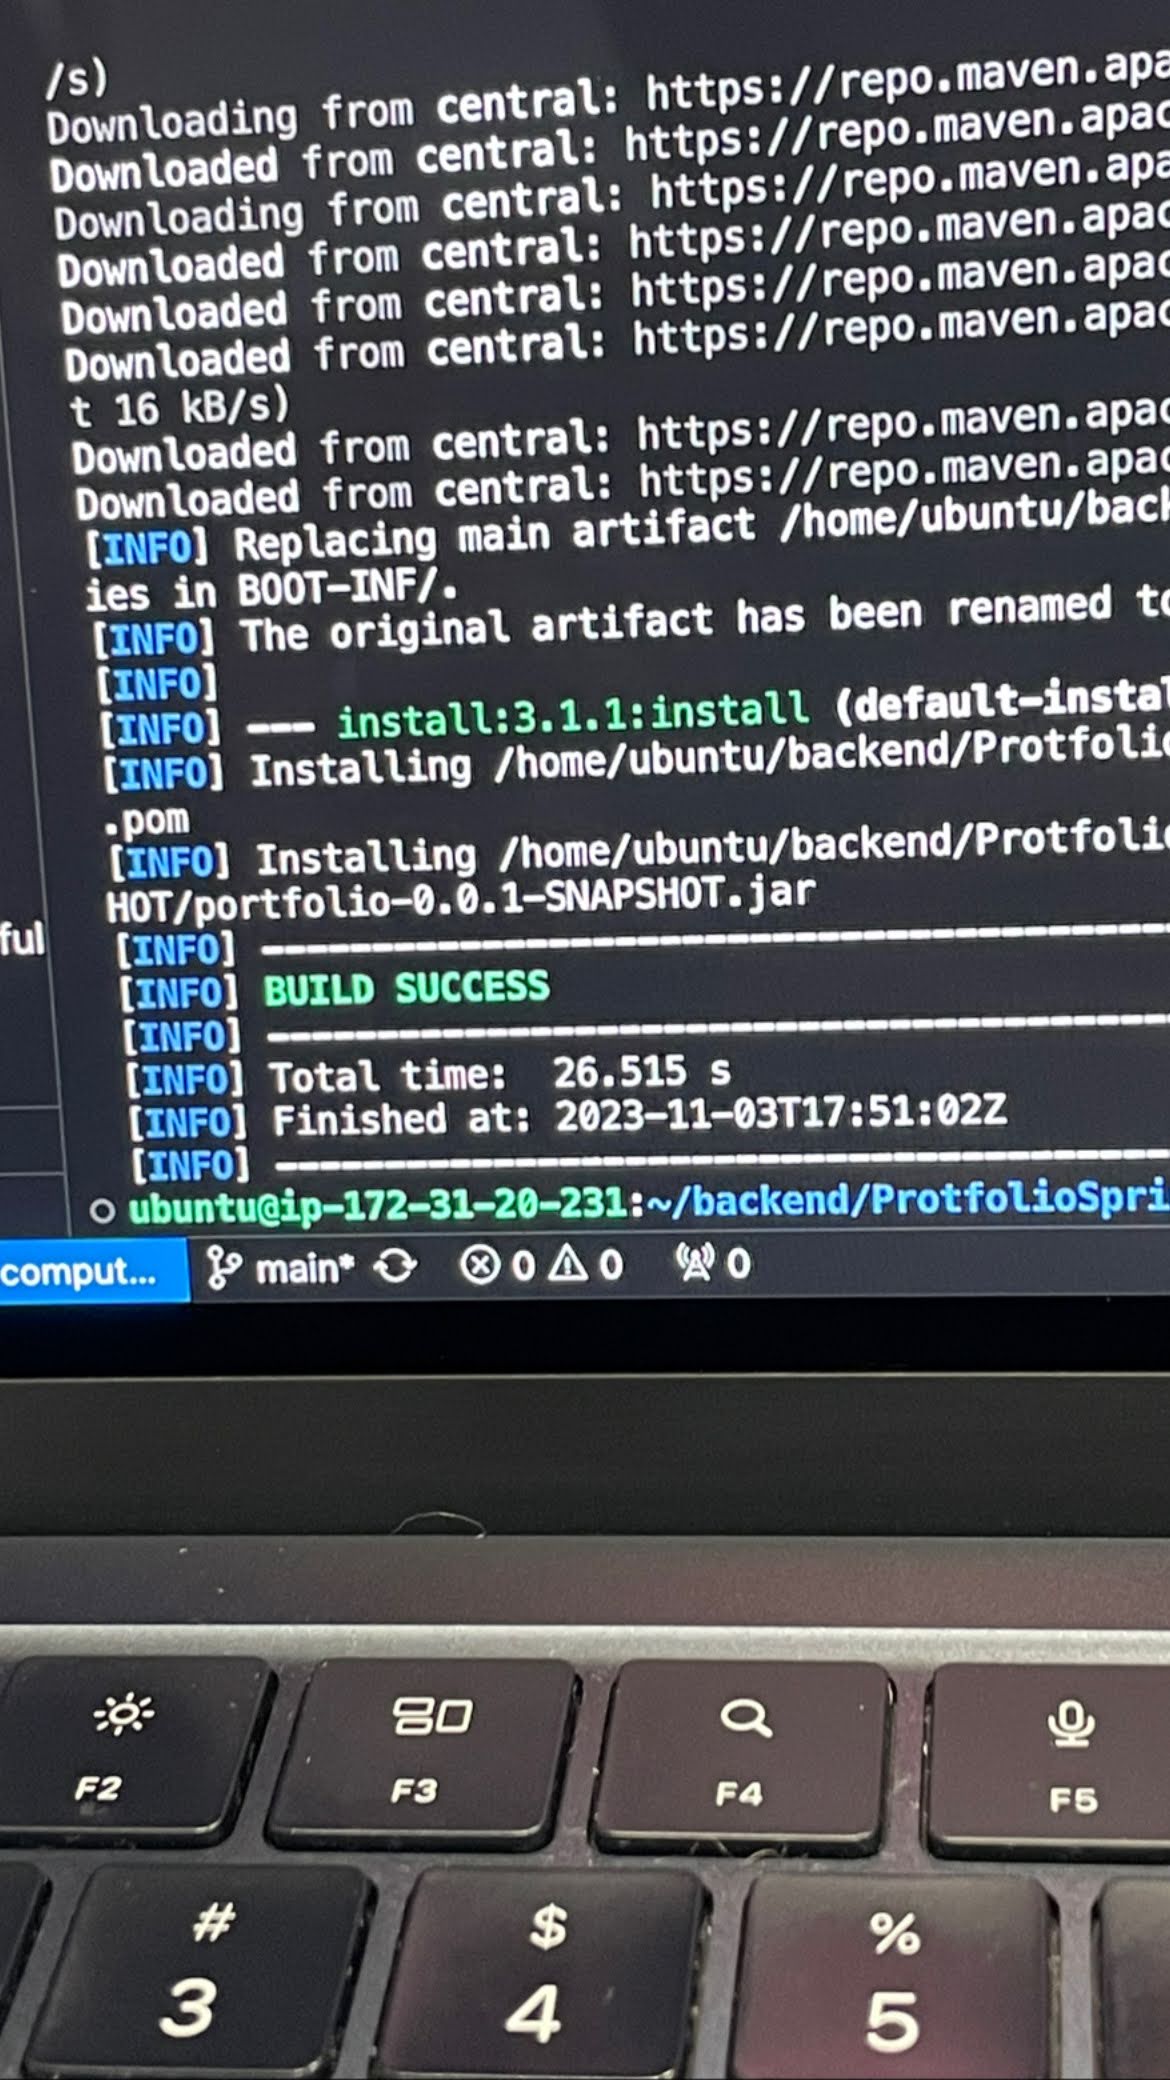 /s)
Downloading from central: https://repo.maven.apa
Downloaded from central: https://repo.maven.apac
Downloading from central: https://repo.maven.apa
Downloaded from central: https://repo.maven.apac
Downloaded from central: https://repo.maven.apac
Downloaded from central: https://repo.maven.apac
t 16 kB/s)
Downloaded from central: https://repo.maven.apac
Downloaded from central: https://repo.maven.apac
[INFO] Replacing main artifact /home/ubuntu/back
ies in BOOT-INF/.
[INFO] The original artifact has been renamed to
[INFO]
[INFO] --- install:3.1.1:install (default-instal
[INFO] Installing /home/ubuntu/backend/Protfolio
.pom
[INFO] Installing /home/ubuntu/backend/Protfolio
HOT/portfolio-0.0.1-SNAPSHOT.jar
ful
[INFO] ----------------------------------------
[INFO] BUILD SUCCESS
[INFO] ----------------------------------------
[INFO] Total time:  26.515 s
[INFO] Finished at: 2023-11-03T17:51:02Z
[INFO] ----------------------------------------
ubuntu@ip-172-31-20-231:~/backend/ProtfolioSpri
comput... main* 0 0 0
F2 F3 F4 F5
# $ %
3 4 5